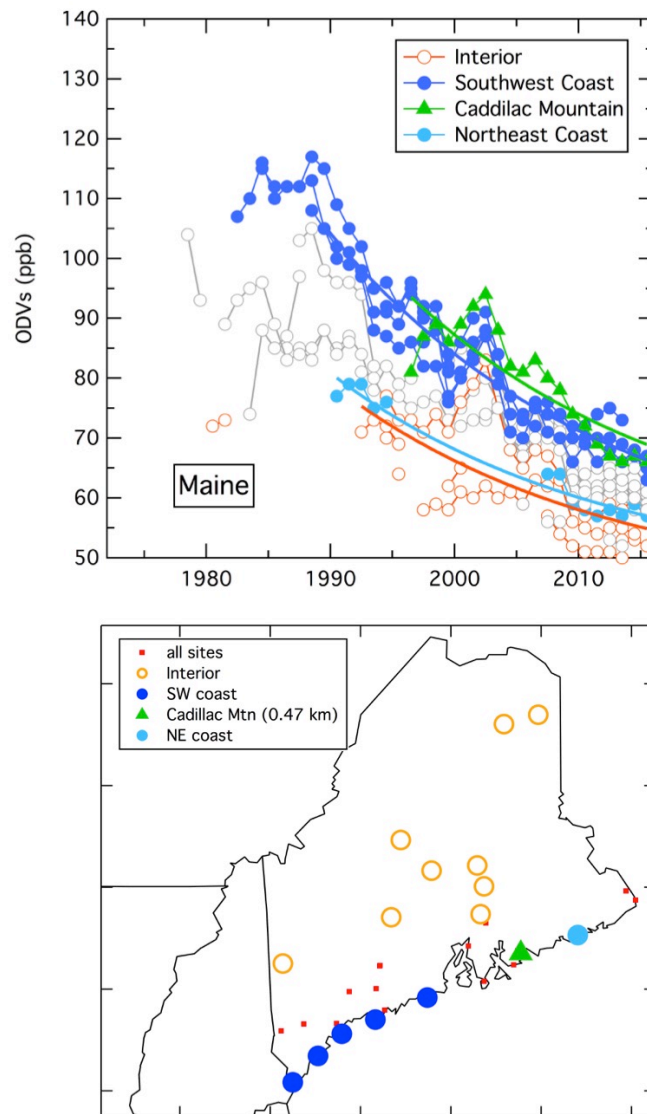 140
130
120
110
100
90
80
70
60
50
ODVs (ppb)
Interior
Southwest Coast
Caddilac Mountain
Northeast Coast
Maine
1980
1990
2000
2010
all sites
Interior
SW coast
Cadillac Mtn (0.47 km)
NE coast